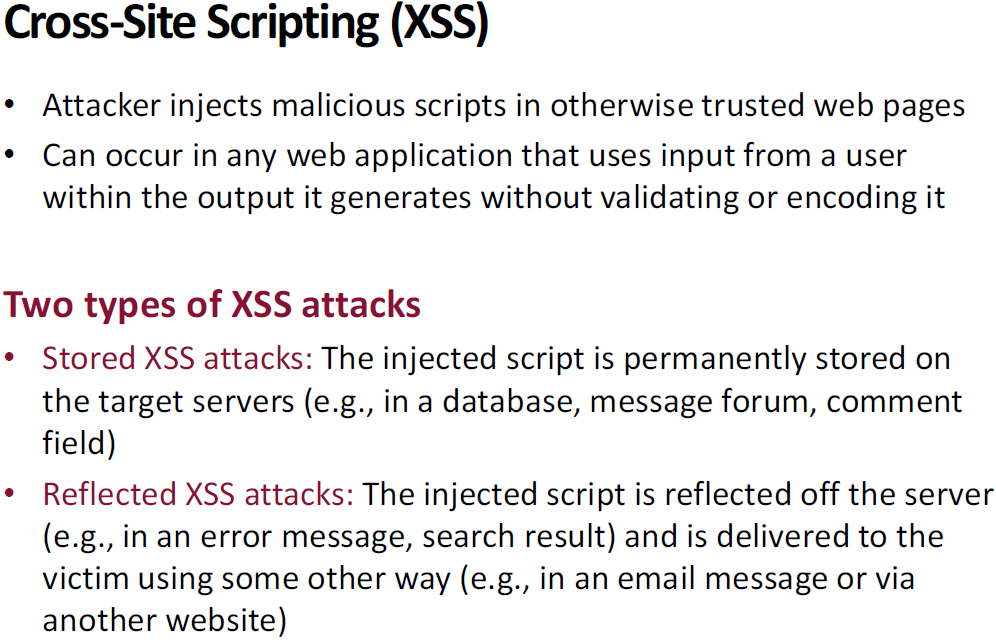 Cross-Site Scripting (XSS)
• Attacker injects malicious scripts in otherwise trusted web pages
• Can occur in any web application that uses input from a user
within the output it generates without validating or encoding it
Two types of XSS attacks
• Stored XSS attacks: The injected script is permanently stored on
the target servers (e.g., in a database, message forum, comment
field)
• Reflected XSS attacks: The injected script is reflected off the server
(e.g., in an error message, search result) and is delivered to the
victim using some other way (e.g., in an email message or via
another website)